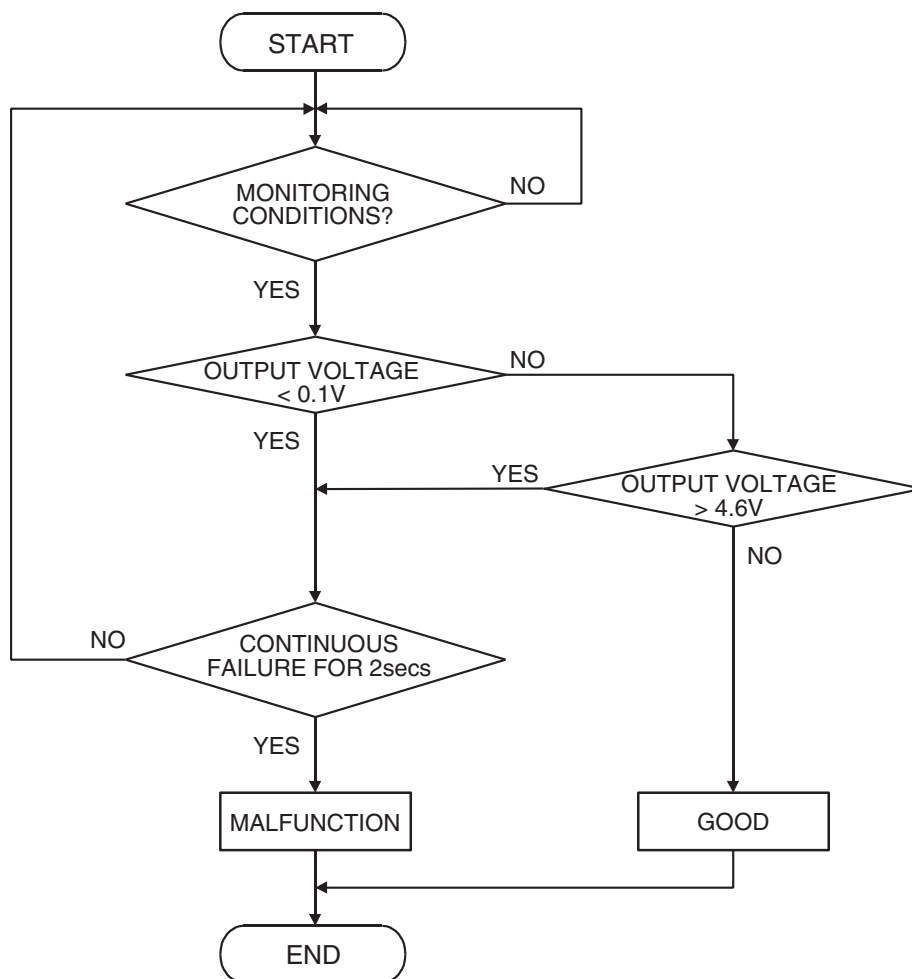 START
MONITORING
CONDITIONS?
NO
YES
OUTPUT VOLTAGE
< 0.1V
NO
YES
YES
OUTPUT VOLTAGE
> 4.6V
NO
NO
CONTINUOUS
FAILURE FOR 2secs
YES
MALFUNCTION
GOOD
END